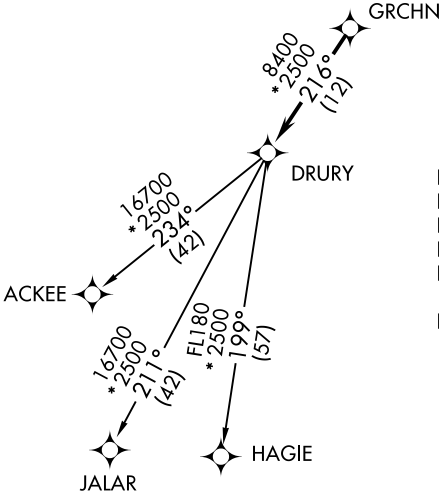 GRCHN
8400
*2500
216°
(12)
DRURY
16700
*2500
234°
(42)
ACKEE
16700
*2500
211°
(42)
FL180
*2500
199°
(57)
JALAR
HAGIE